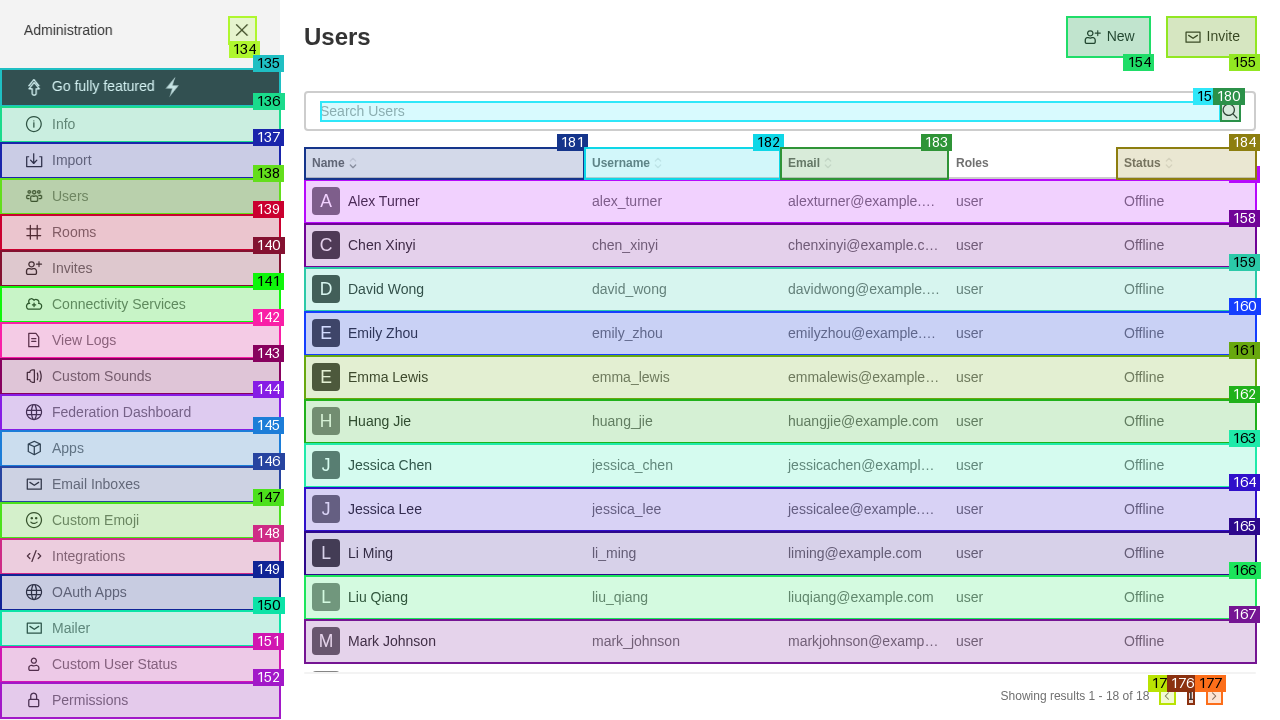 Administration
134
135
Go fully featured
136
Info
137
Import
138
Users
139
Rooms
140
Invites
141
Connectivity Services
142
View Logs
143
Custom Sounds
144
Federation Dashboard
145
Apps
146
Email Inboxes
147
Custom Emoji
148
Integrations
149
OAuth Apps
150
Mailer
151
Custom User Status
152
Permissions
Users
New
154
Invite
155
Search Users
180
181 182 183 184
Name Username Email Roles Status
A Alex Turner alex_turner alexturner@example.… user Offline
158
C Chen Xinyi chen_xinyi chenxinyi@example.c… user Offline
159
D David Wong david_wong davidwong@example.… user Offline
160
E Emily Zhou emily_zhou emilyzhou@example.… user Offline
161
E Emma Lewis emma_lewis emmalewis@example… user Offline
162
H Huang Jie huang_jie huangjie@example.com user Offline
163
J Jessica Chen jessica_chen jessicachen@exampl… user Offline
164
J Jessica Lee jessica_lee jessicalee@example.… user Offline
165
L Li Ming li_ming liming@example.com user Offline
166
L Liu Qiang liu_qiang liuqiang@example.com user Offline
167
M Mark Johnson mark_johnson markjohnson@examp… user Offline
176 177
Showing results 1 - 18 of 18